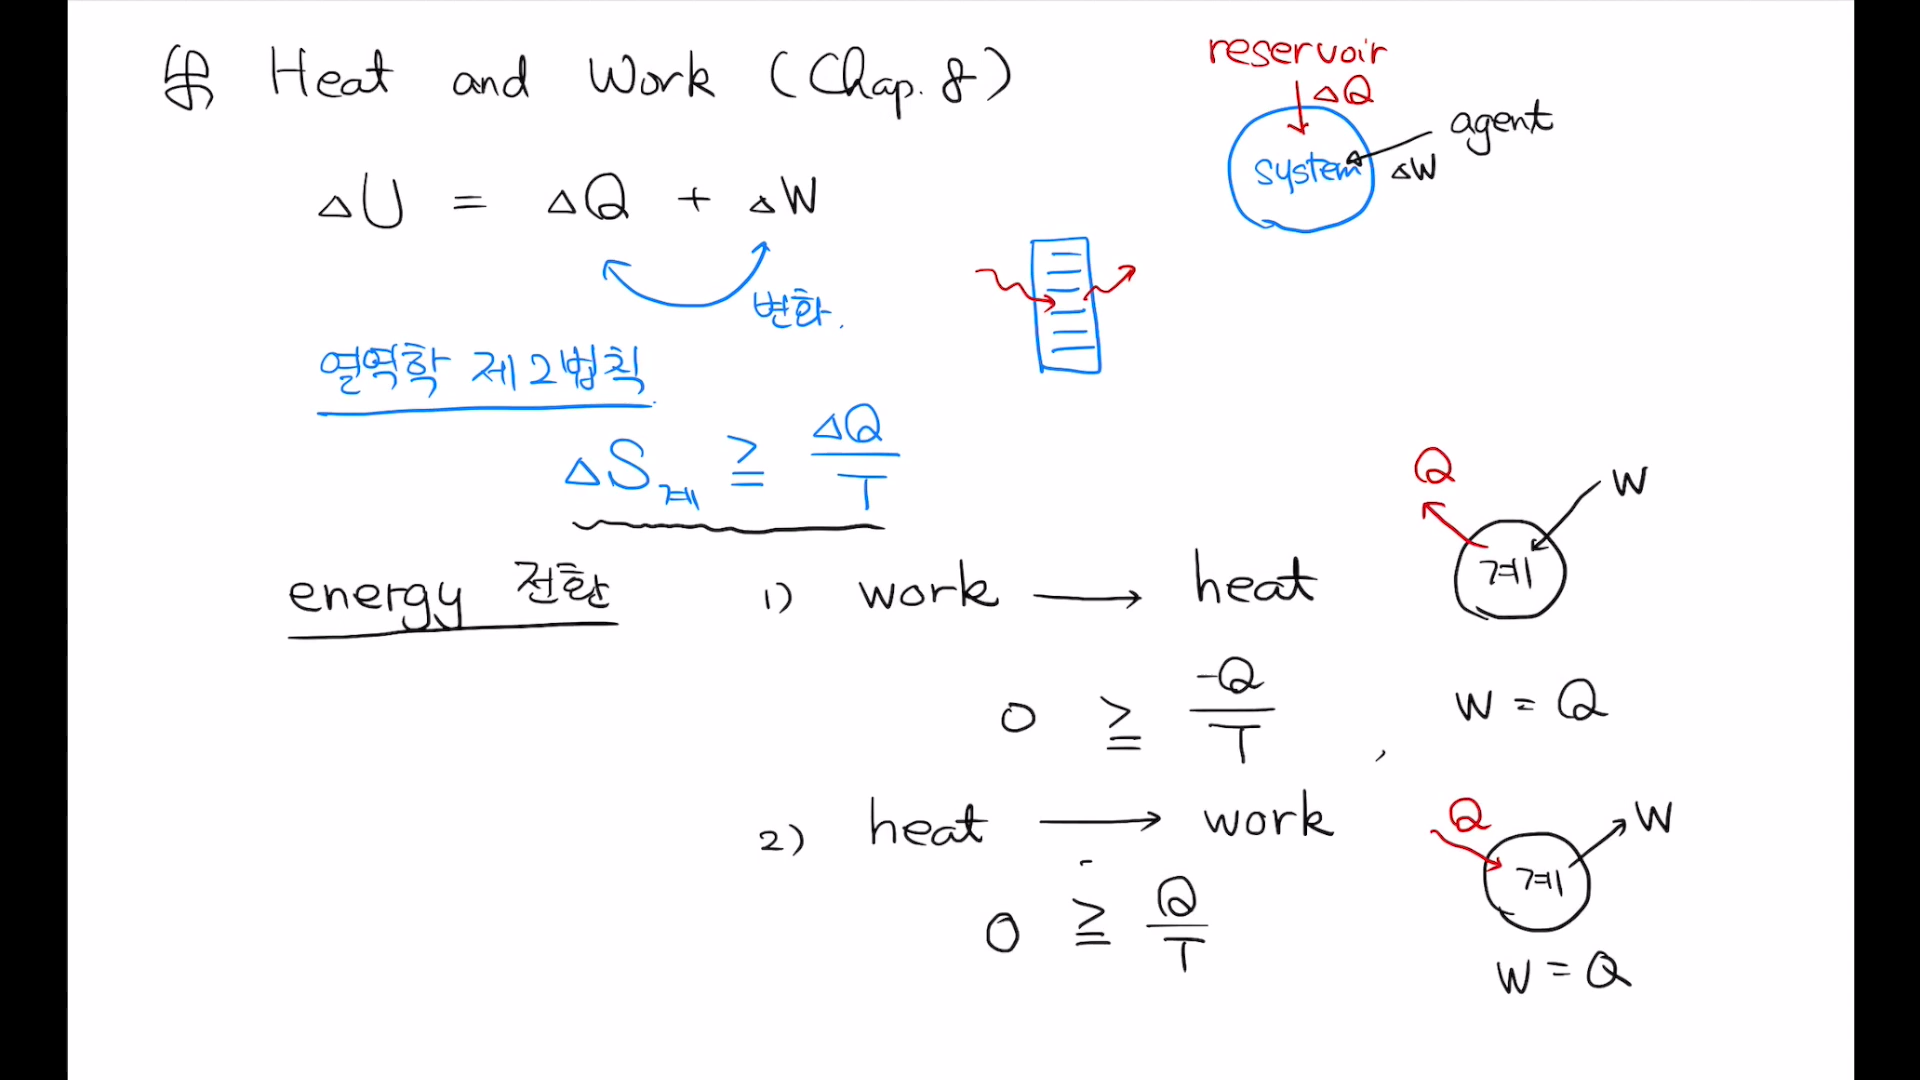 Heat and Work (Chap. 8)
reservoir
ΔQ
system
agent
ΔW
ΔU = ΔQ + ΔW
변화.
열역학 제2법칙
ΔS계 ≧ ΔQ/T
energy 전환
1) work → heat
Q
W
계
0 ≧ -Q/T , W = Q
2) heat → work
Q
W
계
0 ≧ Q/T
W = Q